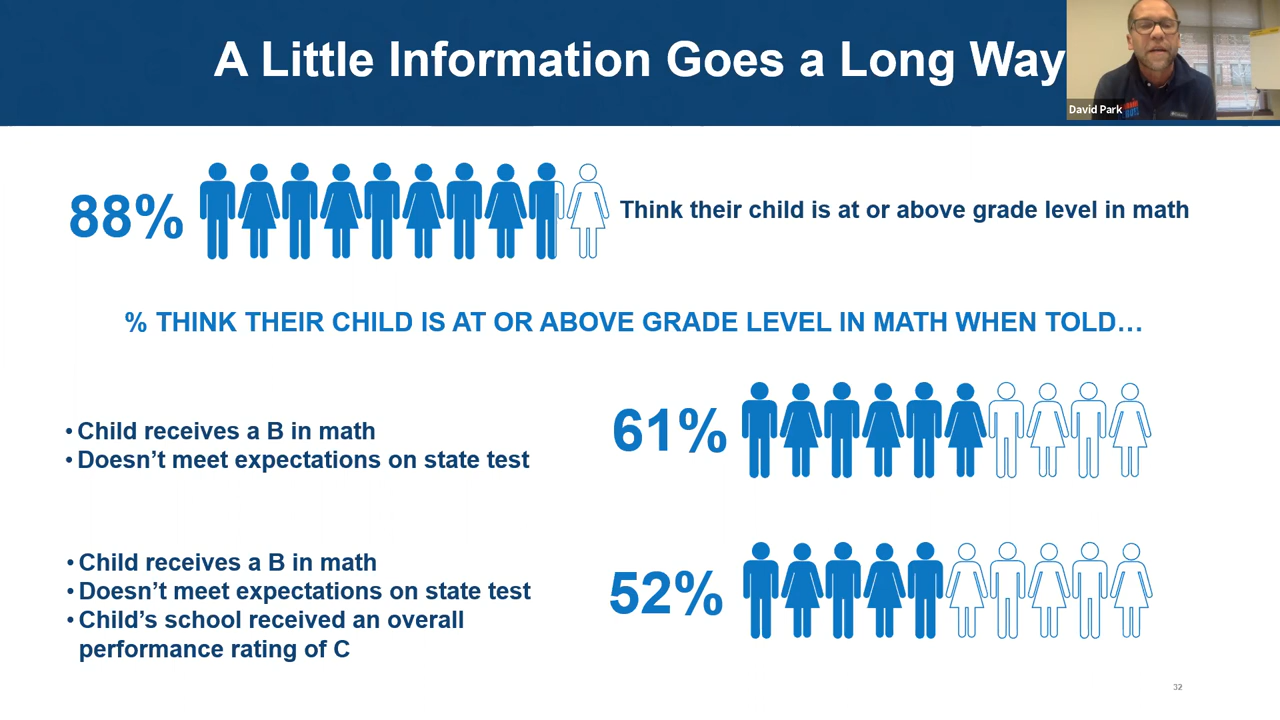 A Little Information Goes a Long Way
David Park
88%
Think their child is at or above grade level in math
% THINK THEIR CHILD IS AT OR ABOVE GRADE LEVEL IN MATH WHEN TOLD…
• Child receives a B in math
• Doesn’t meet expectations on state test
61%
• Child receives a B in math
• Doesn’t meet expectations on state test
• Child’s school received an overall
performance rating of C
52%
32